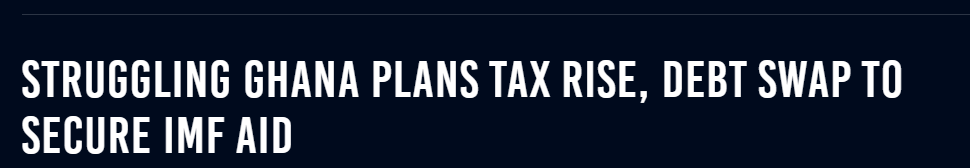 STRUGGLING GHANA PLANS TAX RISE, DEBT SWAP TO
SECURE IMF AID